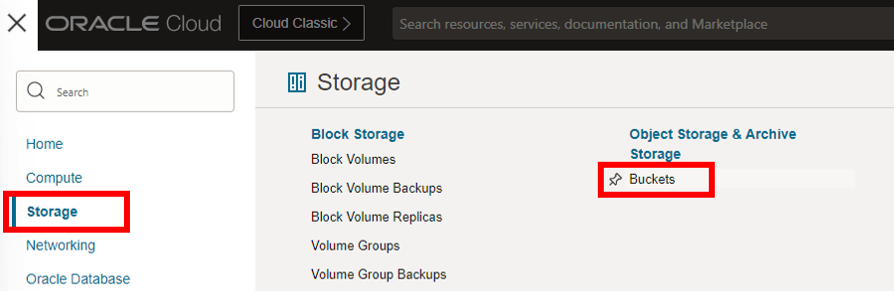 ORACLE Cloud
Cloud Classic >
Search resources, services, documentation, and Marketplace
Search
Home
Compute
Storage
Networking
Oracle Database
Storage
Block Storage
Block Volumes
Block Volume Backups
Block Volume Replicas
Volume Groups
Volume Group Backups
Object Storage & Archive
Storage
Buckets